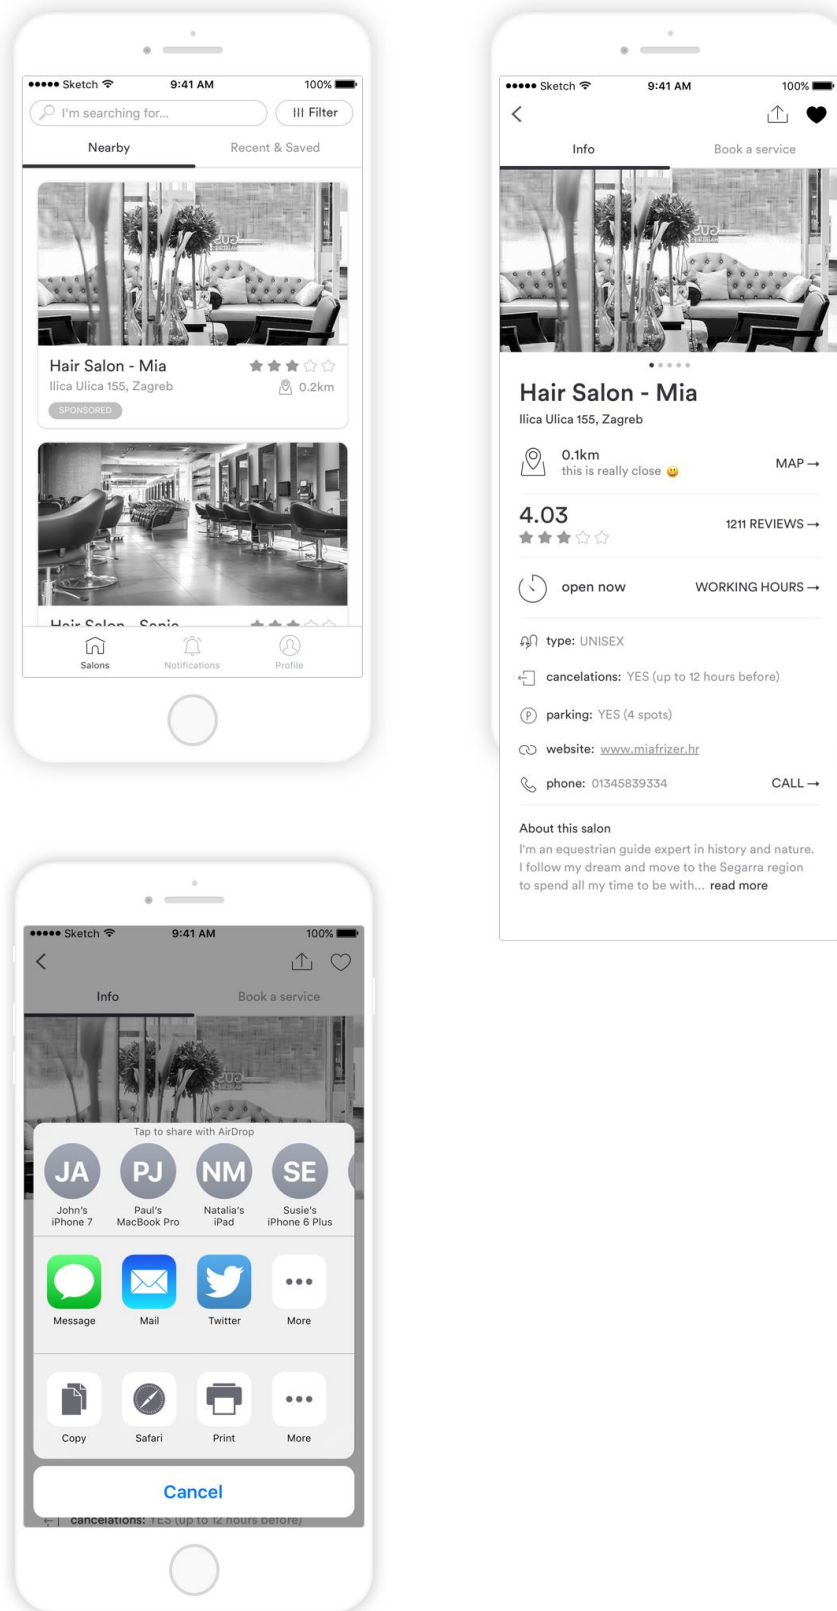 Sketch 9:41 AM 100%
I'm searching for... Filter
Nearby Recent & Saved
Hair Salon - Mia
Ilica Ulica 155, Zagreb 0.2km
SPONSORED
Hair Salon - Sanja
Salons Notifications Profile
Sketch 9:41 AM 100%
Info Book a service
Hair Salon - Mia
Ilica Ulica 155, Zagreb
0.1km
this is really close 😃 MAP→
4.03
1211 REVIEWS→
open now WORKING HOURS→
type: UNISEX
cancelations: YES (up to 12 hours before)
P parking: YES (4 spots)
website: www.miafrizer.hr
phone: 01345839334 CALL→
About this salon
I'm an equestrian guide expert in history and nature.
I follow my dream and move to the Segarra region
to spend all my time to be with... read more
Sketch 9:41 AM 100%
Info Book a service
Tap to share with AirDrop
JA PJ NM SE
John's Paul's Natalia's Susie's
iPhone 7 MacBook Pro iPad iPhone 6 Plus
Message Mail Twitter More
Copy Safari Print More
Cancel
cancelations: YES (up to 12 hours before)